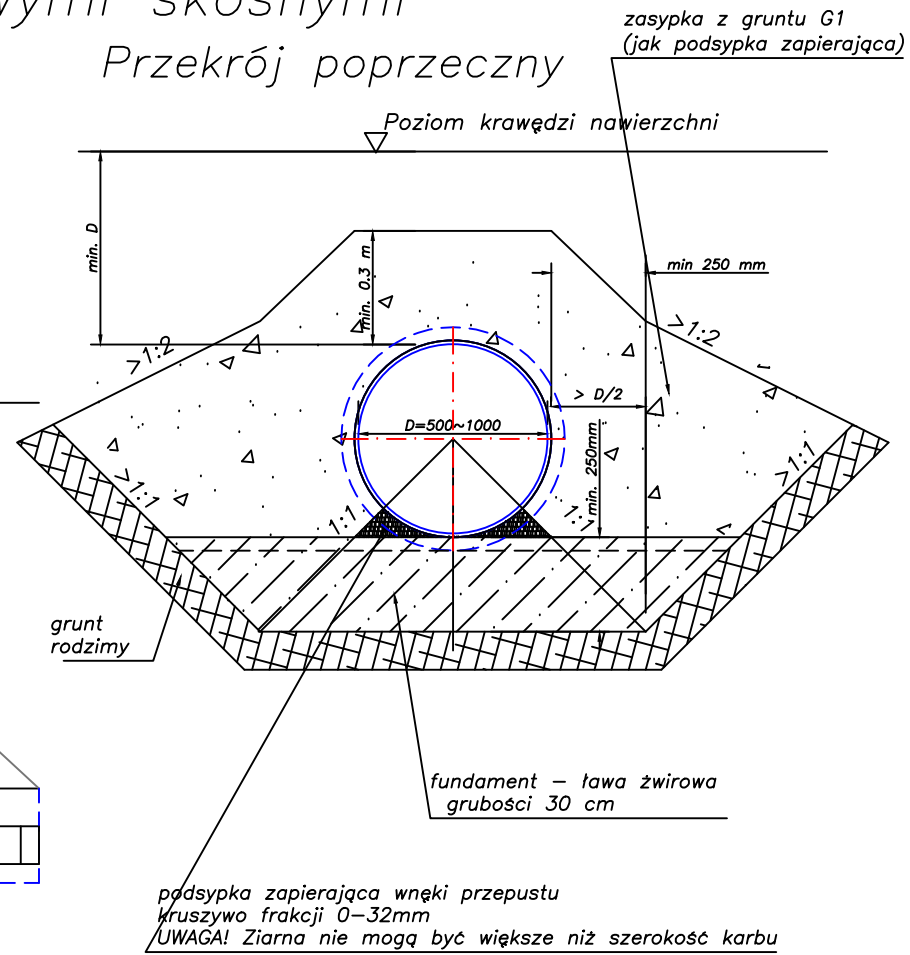 skośnymi
Przekrój poprzeczny
zasypka z gruntu G1
(jak podsypka zapierająca)
Poziom krawędzi nawierzchni
min. D
min. 0.3 m
min 250 mm
>1:2
>1:2
> D/2
D=500~1000
min. 250mm
>1:1
>1:1
1:1
1:1
grunt
rodzimy
fundament – ława żwirowa
grubości 30 cm
podsypka zapierająca wnęki przepustu
kruszywo frakcji 0–32mm
UWAGA! Ziarna nie mogą być większe niż szerokość karbu